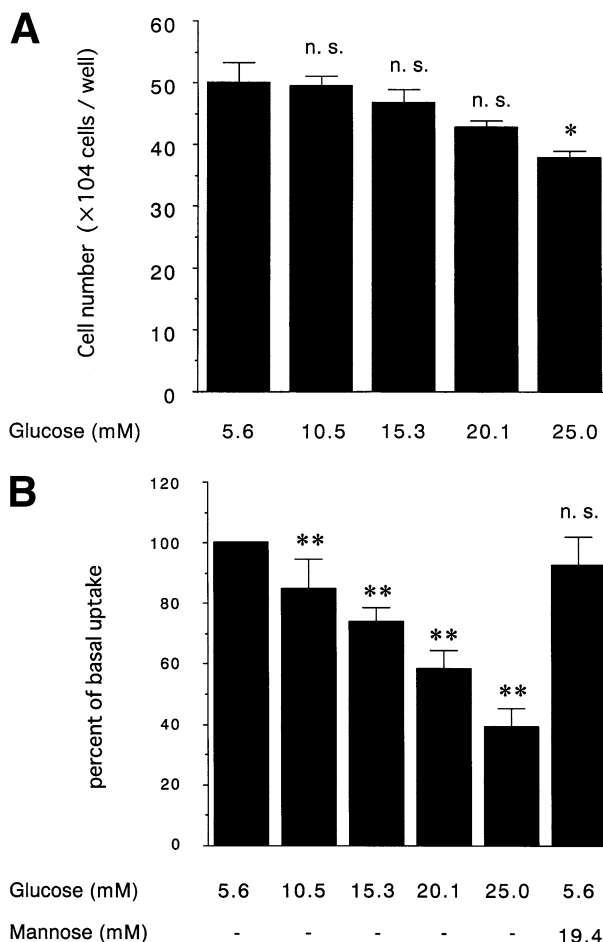 A
Cell number (×104 cells / well)
60
50
40
30
20
10
0
n. s.
n. s.
n. s.
*
Glucose (mM) 5.6 10.5 15.3 20.1 25.0
B
percent of basal uptake
120
100
80
60
40
20
0
**
**
**
**
n. s.
Glucose (mM) 5.6 10.5 15.3 20.1 25.0 5.6
Mannose (mM) - - - - - 19.4